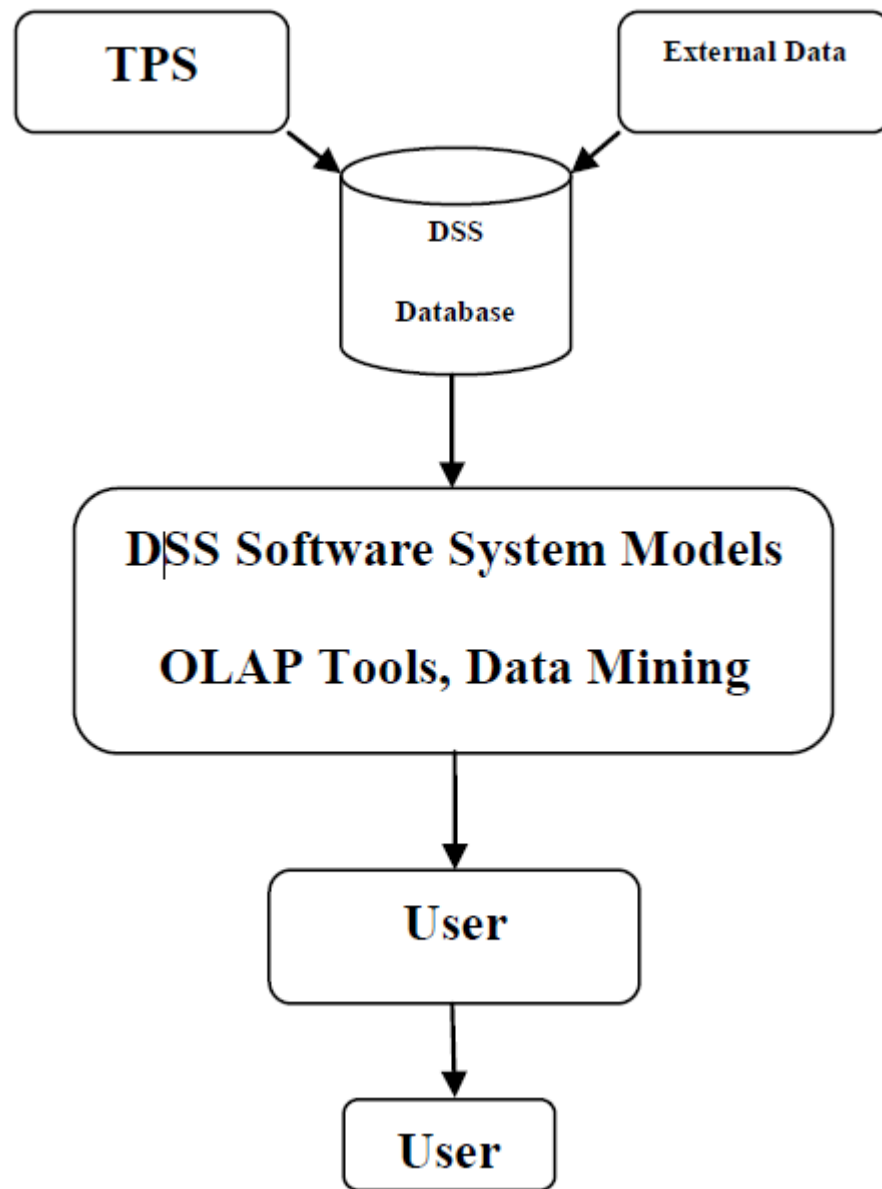 TPS
External Data
DSS
Database
DSS Software System Models
OLAP Tools, Data Mining
User
User